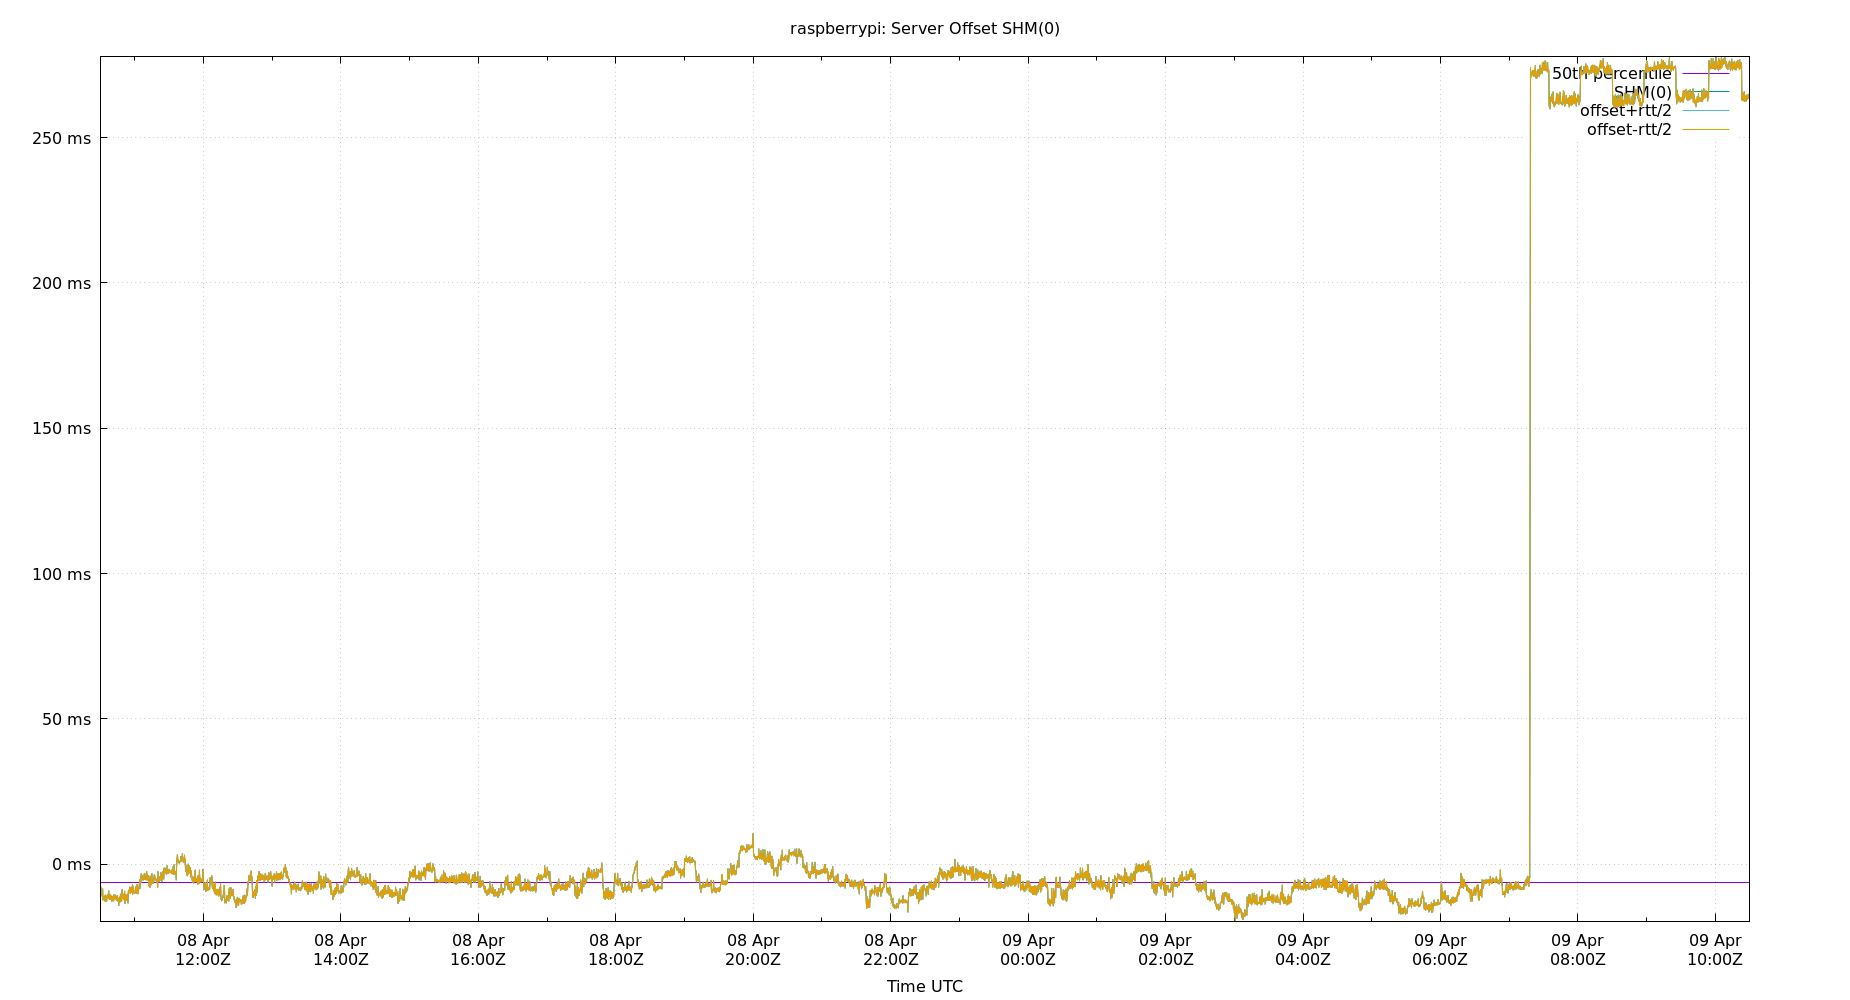 raspberrypi: Server Offset SHM(0)
50th percentile
SHM(0)
offset+rtt/2
offset-rtt/2
250 ms
200 ms
150 ms
100 ms
50 ms
0 ms
08 Apr 08 Apr 08 Apr 08 Apr 08 Apr 08 Apr 09 Apr 09 Apr 09 Apr 09 Apr 09 Apr 09 Apr
12:00Z 14:00Z 16:00Z 18:00Z 20:00Z 22:00Z 00:00Z 02:00Z 04:00Z 06:00Z 08:00Z 10:00Z
Time UTC